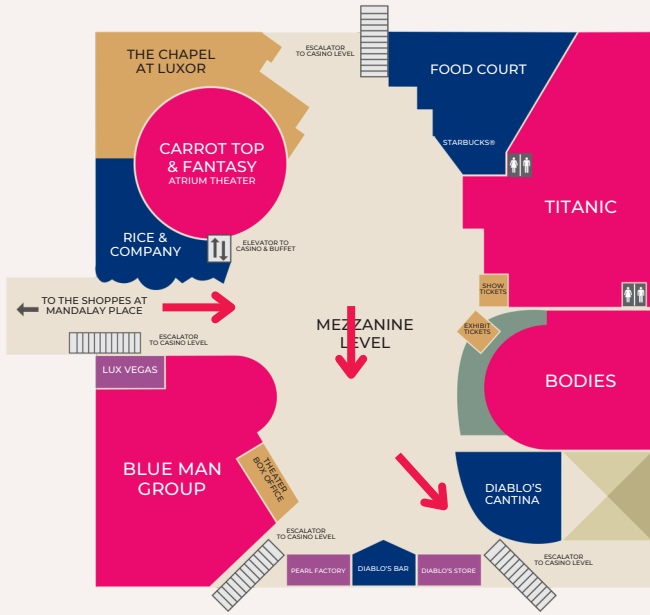 THE CHAPEL
AT LUXOR
ESCALATOR
TO CASINO LEVEL
FOOD COURT
STARBUCKS®
CARROT TOP
& FANTASY
ATRIUM THEATER
TITANIC
RICE &
COMPANY
ELEVATOR TO
CASINO & BUFFET
SHOW
TICKETS
TO THE SHOPPES AT
MANDALAY PLACE
MEZZANINE
LEVEL
EXHIBIT
TICKETS
ESCALATOR
TO CASINO LEVEL
LUX VEGAS
BODIES
BLUE MAN
GROUP
THEATER
BOX OFFICE
DIABLO'S
CANTINA
ESCALATOR
TO CASINO LEVEL
PEARL FACTORY
DIABLO'S BAR
DIABLO'S STORE
ESCALATOR
TO CASINO LEVEL